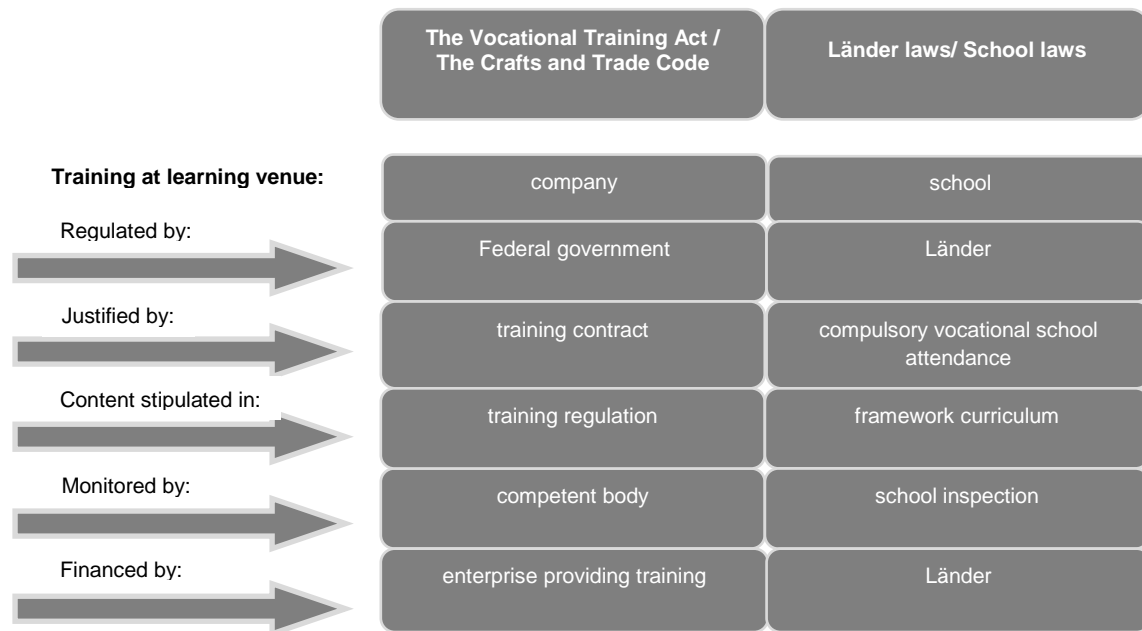 The Vocational Training Act /
The Crafts and Trade Code
Länder laws/ School laws
Training at learning venue:
company
school
Regulated by:
Federal government
Länder
Justified by:
training contract
compulsory vocational school
attendance
Content stipulated in:
training regulation
framework curriculum
Monitored by:
competent body
school inspection
Financed by:
enterprise providing training
Länder